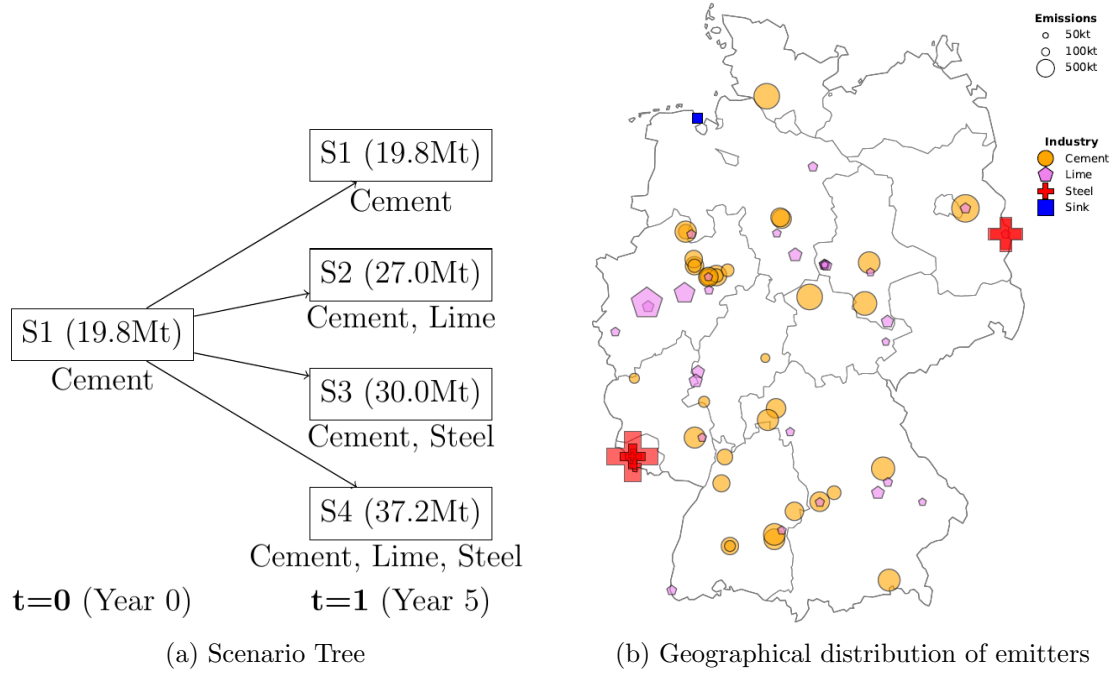 S1 (19.8Mt)
Cement
S2 (27.0Mt)
Cement, Lime
S1 (19.8Mt)
Cement
S3 (30.0Mt)
Cement, Steel
S4 (37.2Mt)
Cement, Lime, Steel
t=0 (Year 0)
t=1 (Year 5)
(a) Scenario Tree
Emissions
50kt
100kt
500kt
Industry
Cement
Lime
Steel
Sink
(b) Geographical distribution of emitters